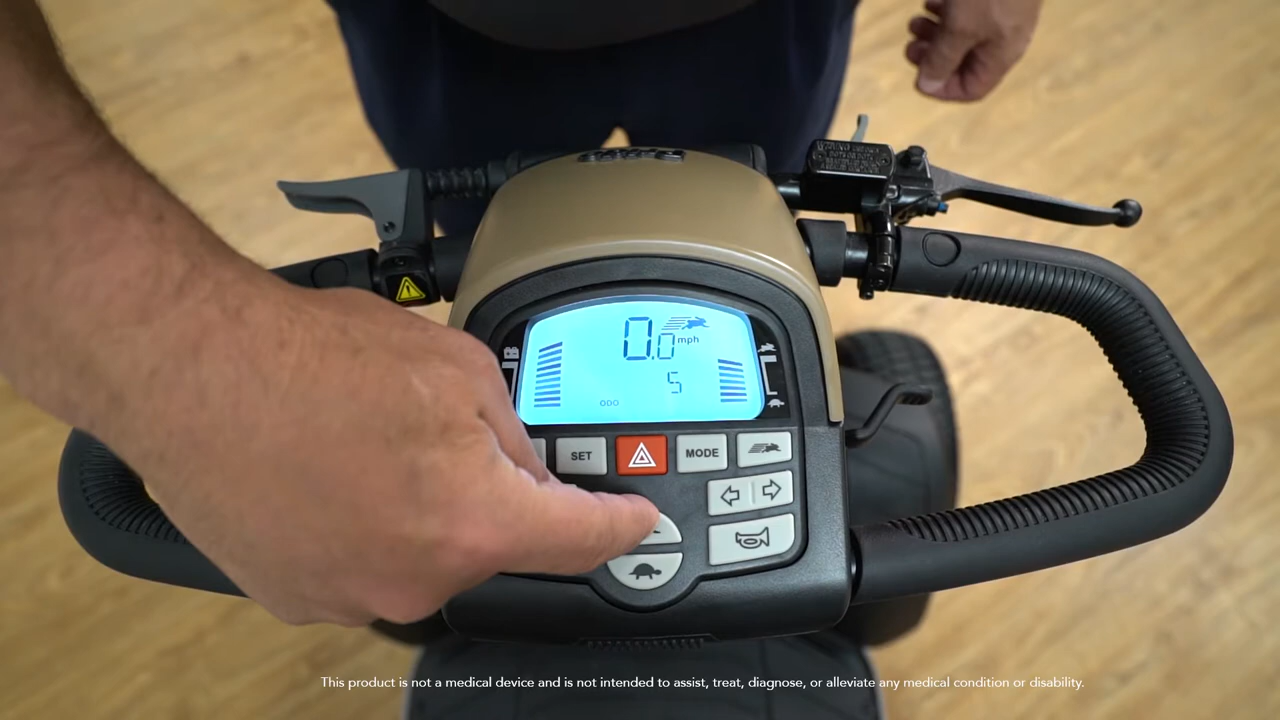 0.0 mph
5
ODO
SET
MODE
This product is not a medical device and is not intended to assist, treat, diagnose, or alleviate any medical condition or disability.